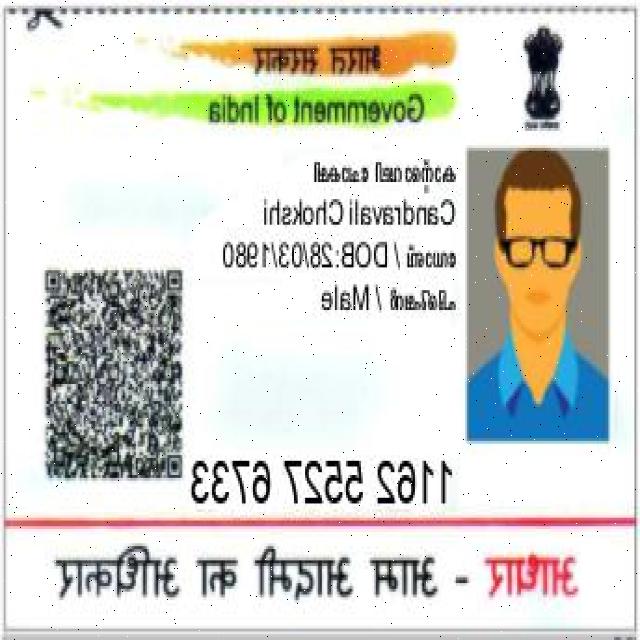 भारत सरकार
Government of India
Candravali Chokshi
/ DOB:28/03/1980
/ Male
1162 5527 6733
आधार - आम आदमी का अधिकार